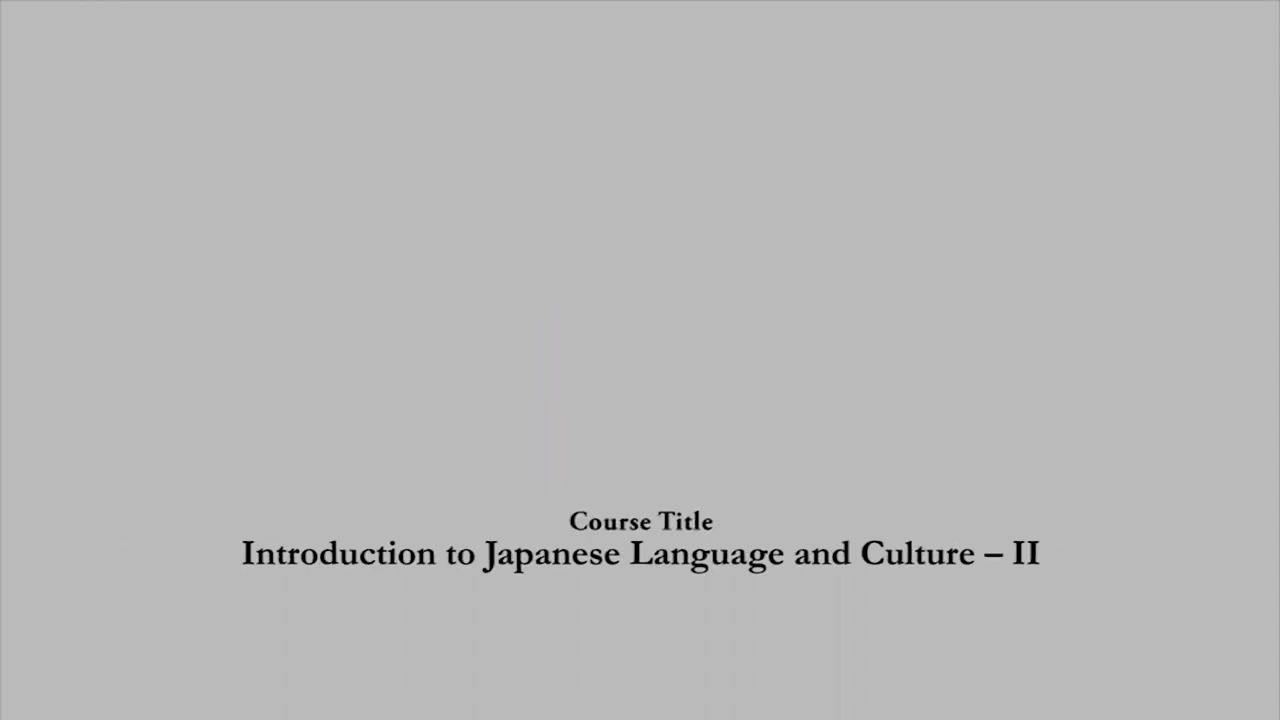 Course Title
Introduction to Japanese Language and Culture – II